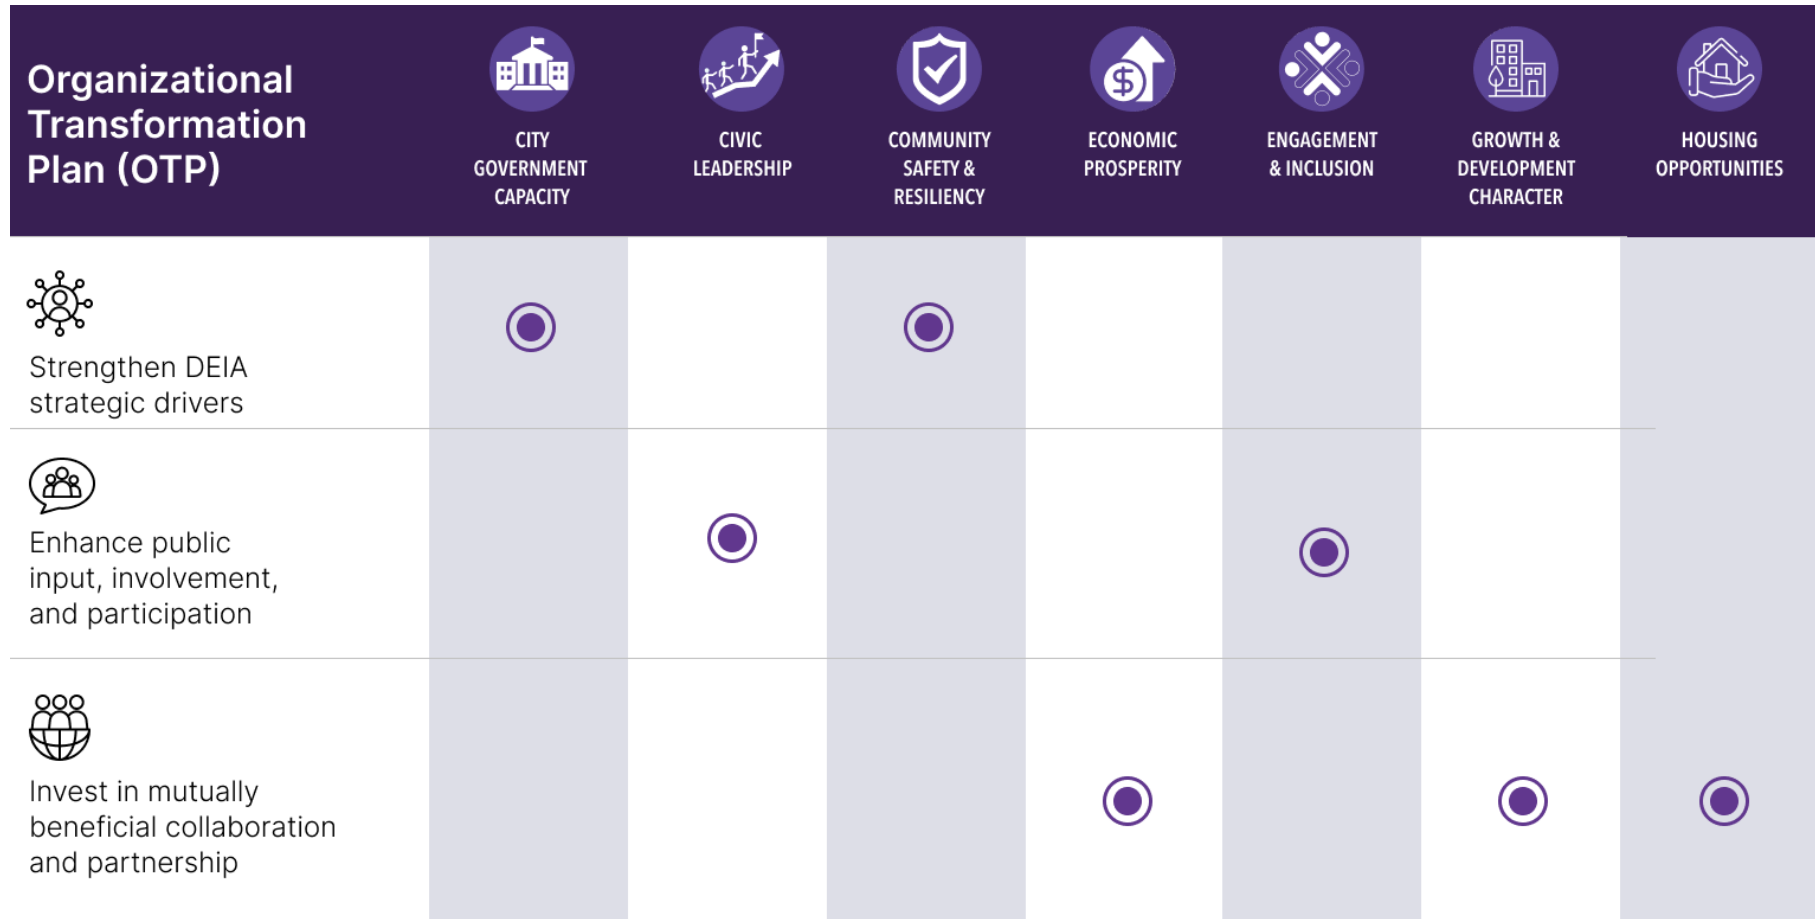 Organizational
Transformation
Plan (OTP)
CITY
GOVERNMENT
CAPACITY
CIVIC
LEADERSHIP
COMMUNITY
SAFETY &
RESILIENCY
$
ECONOMIC
PROSPERITY
ENGAGEMENT
& INCLUSION
GROWTH &
DEVELOPMENT
CHARACTER
HOUSING
OPPORTUNITIES
Strengthen DEIA
strategic drivers
Enhance public
input, involvement,
and participation
Invest in mutually
beneficial collaboration
and partnership